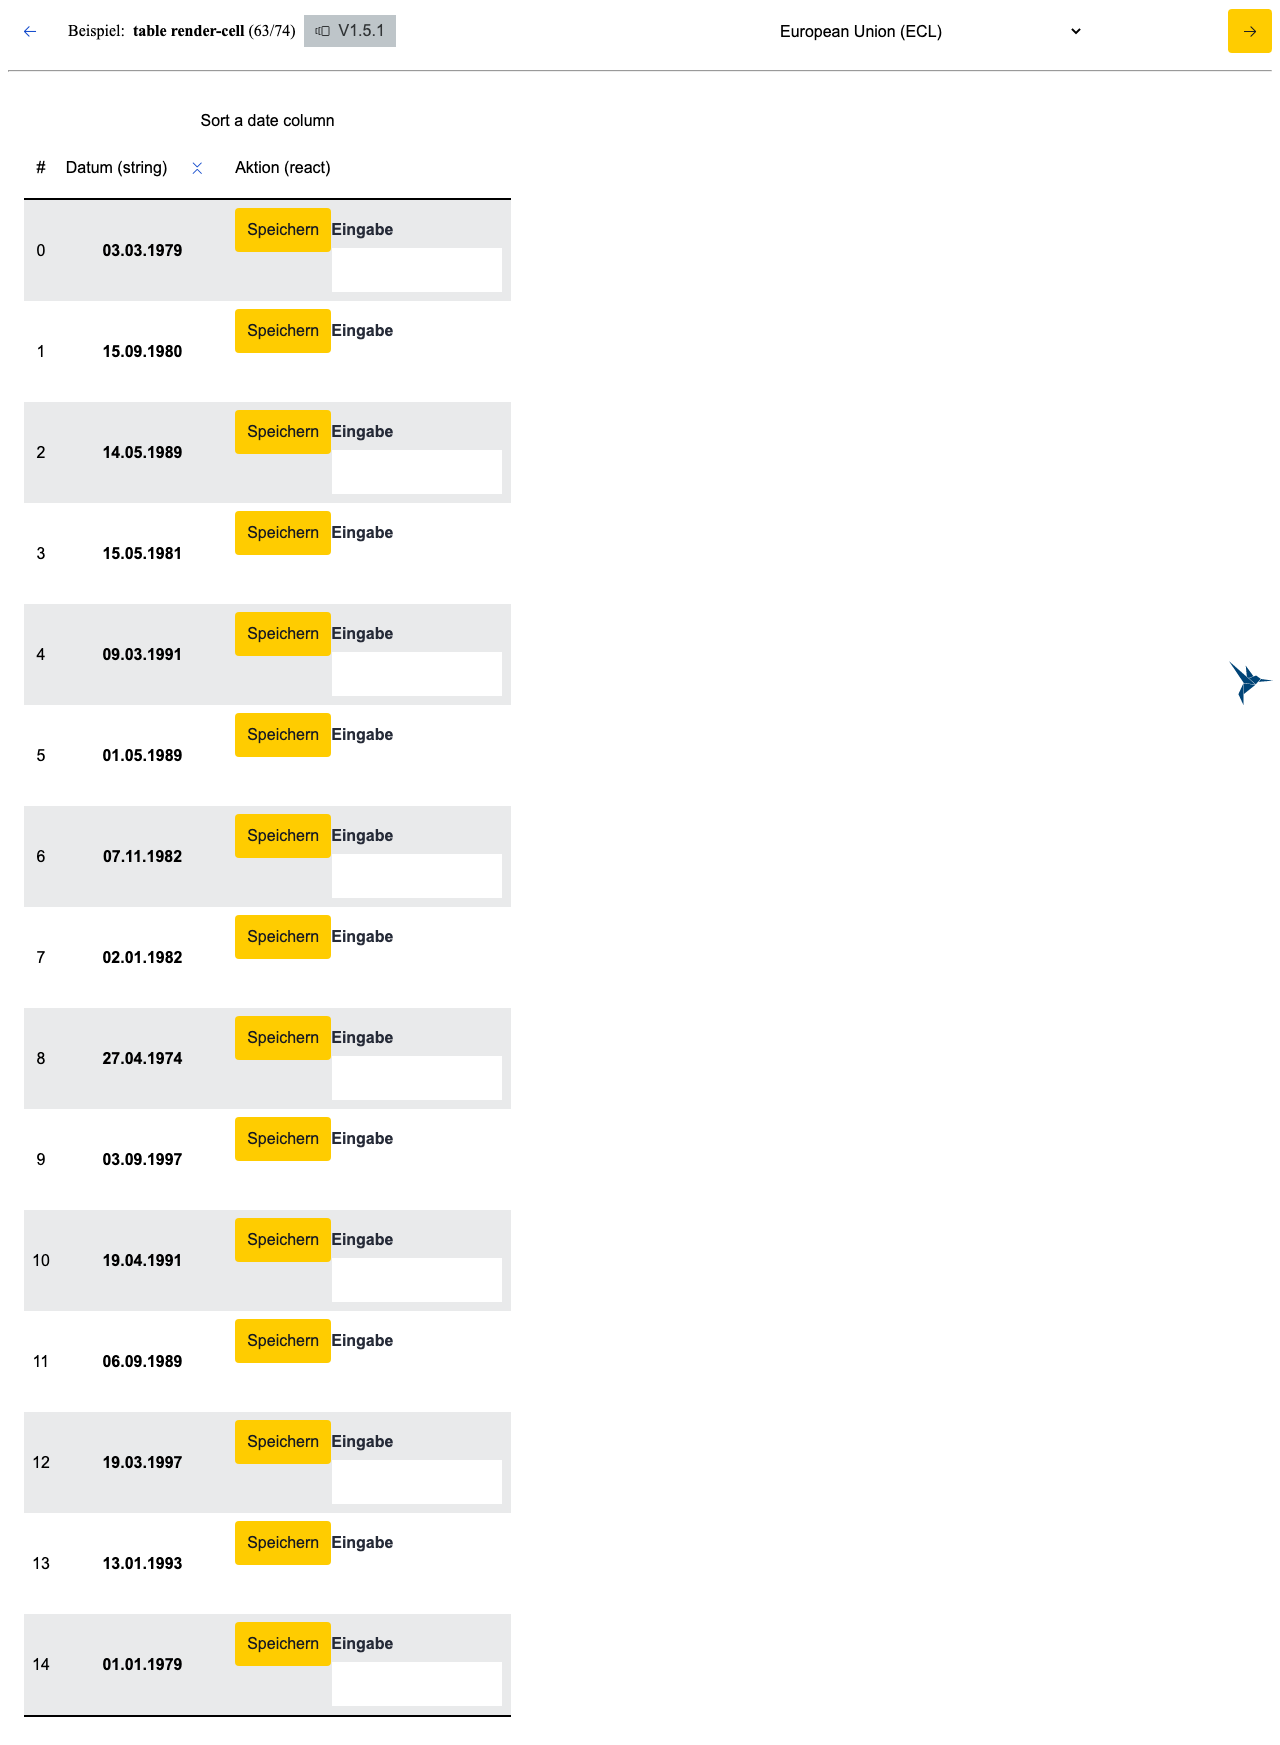 Beispiel: table render-cell (63/74) V1.5.1 European Union (ECL)
Sort a date column
# Datum (string) Aktion (react)
0 03.03.1979 Speichern Eingabe
1 15.09.1980 Speichern Eingabe
2 14.05.1989 Speichern Eingabe
3 15.05.1981 Speichern Eingabe
4 09.03.1991 Speichern Eingabe
5 01.05.1989 Speichern Eingabe
6 07.11.1982 Speichern Eingabe
7 02.01.1982 Speichern Eingabe
8 27.04.1974 Speichern Eingabe
9 03.09.1997 Speichern Eingabe
10 19.04.1991 Speichern Eingabe
11 06.09.1989 Speichern Eingabe
12 19.03.1997 Speichern Eingabe
13 13.01.1993 Speichern Eingabe
14 01.01.1979 Speichern Eingabe